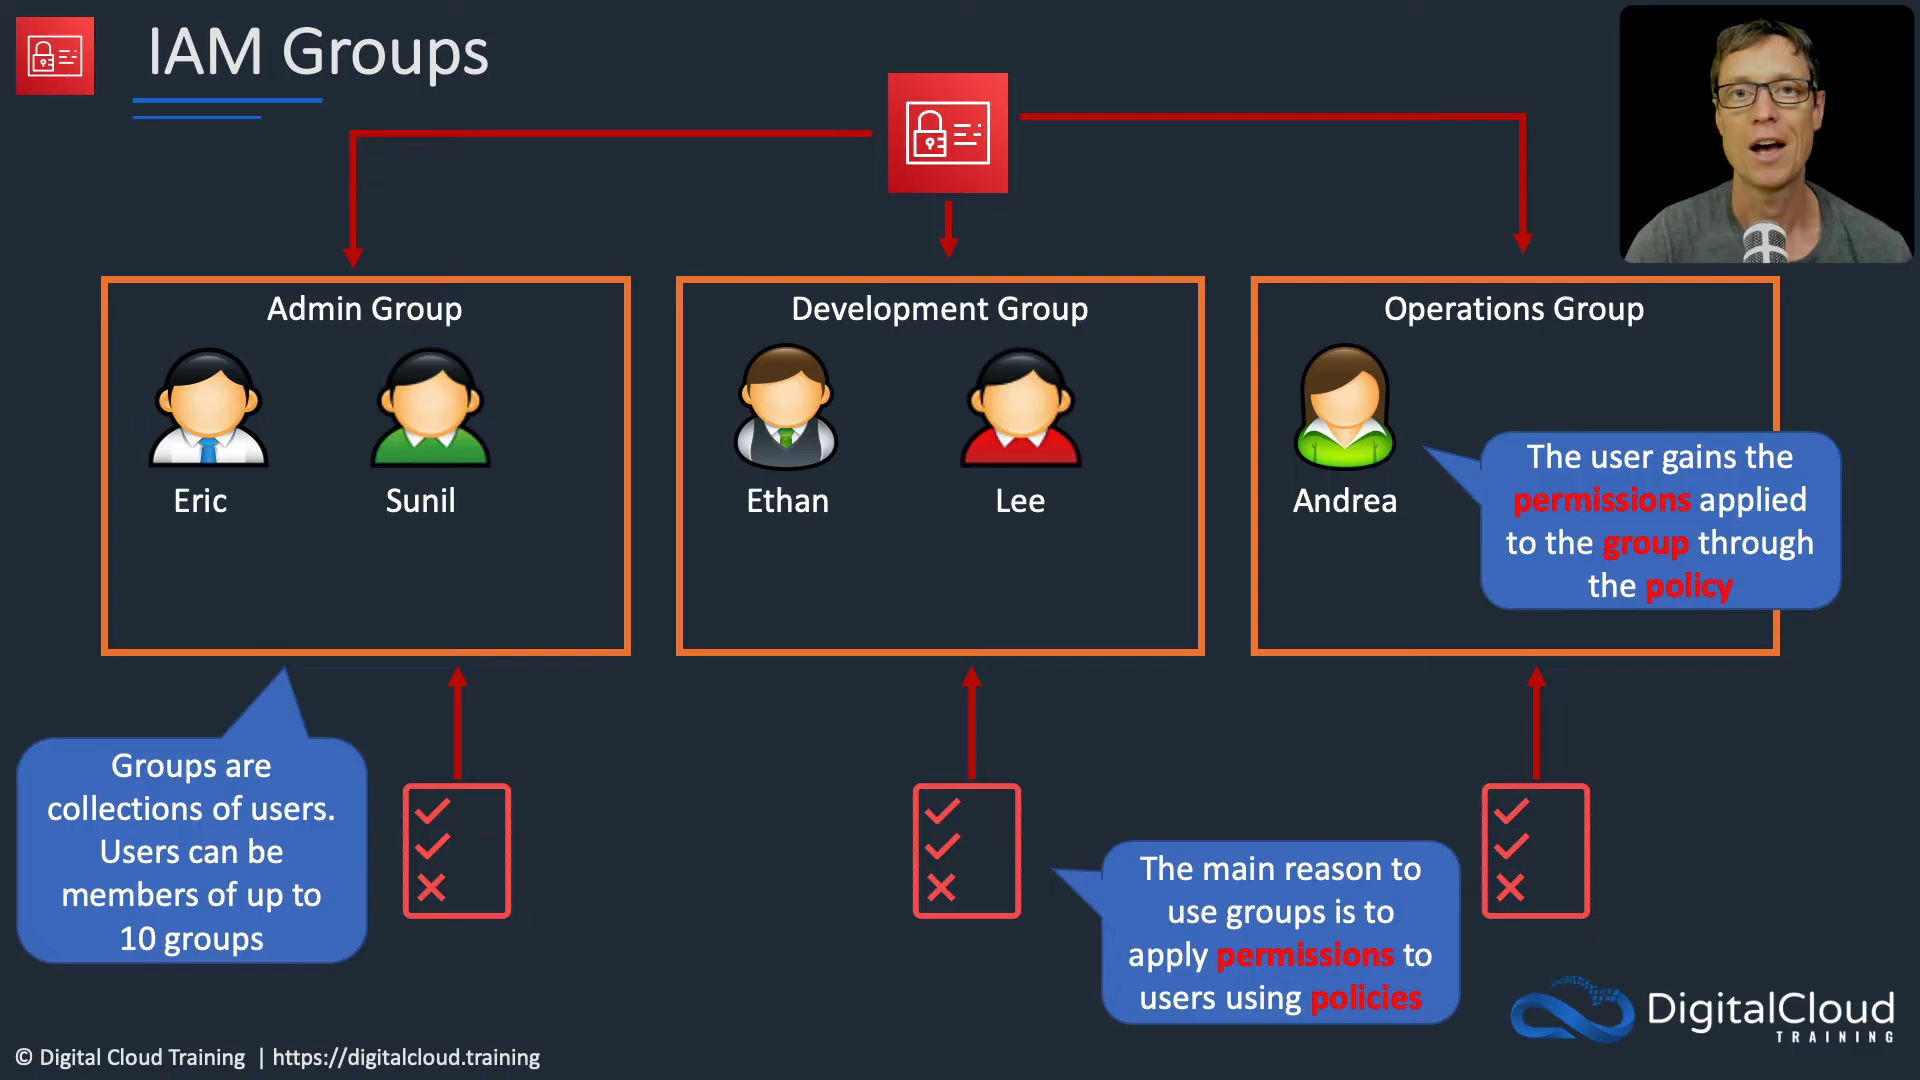 IAM Groups
Admin Group
Eric
Sunil
Development Group
Ethan
Lee
Operations Group
Andrea
The user gains the
permissions applied
to the group through
the policy
Groups are
collections of users.
Users can be
members of up to
10 groups
The main reason to
use groups is to
apply permissions to
users using policies
DigitalCloud
TRAINING
© Digital Cloud Training | https://digitalcloud.training